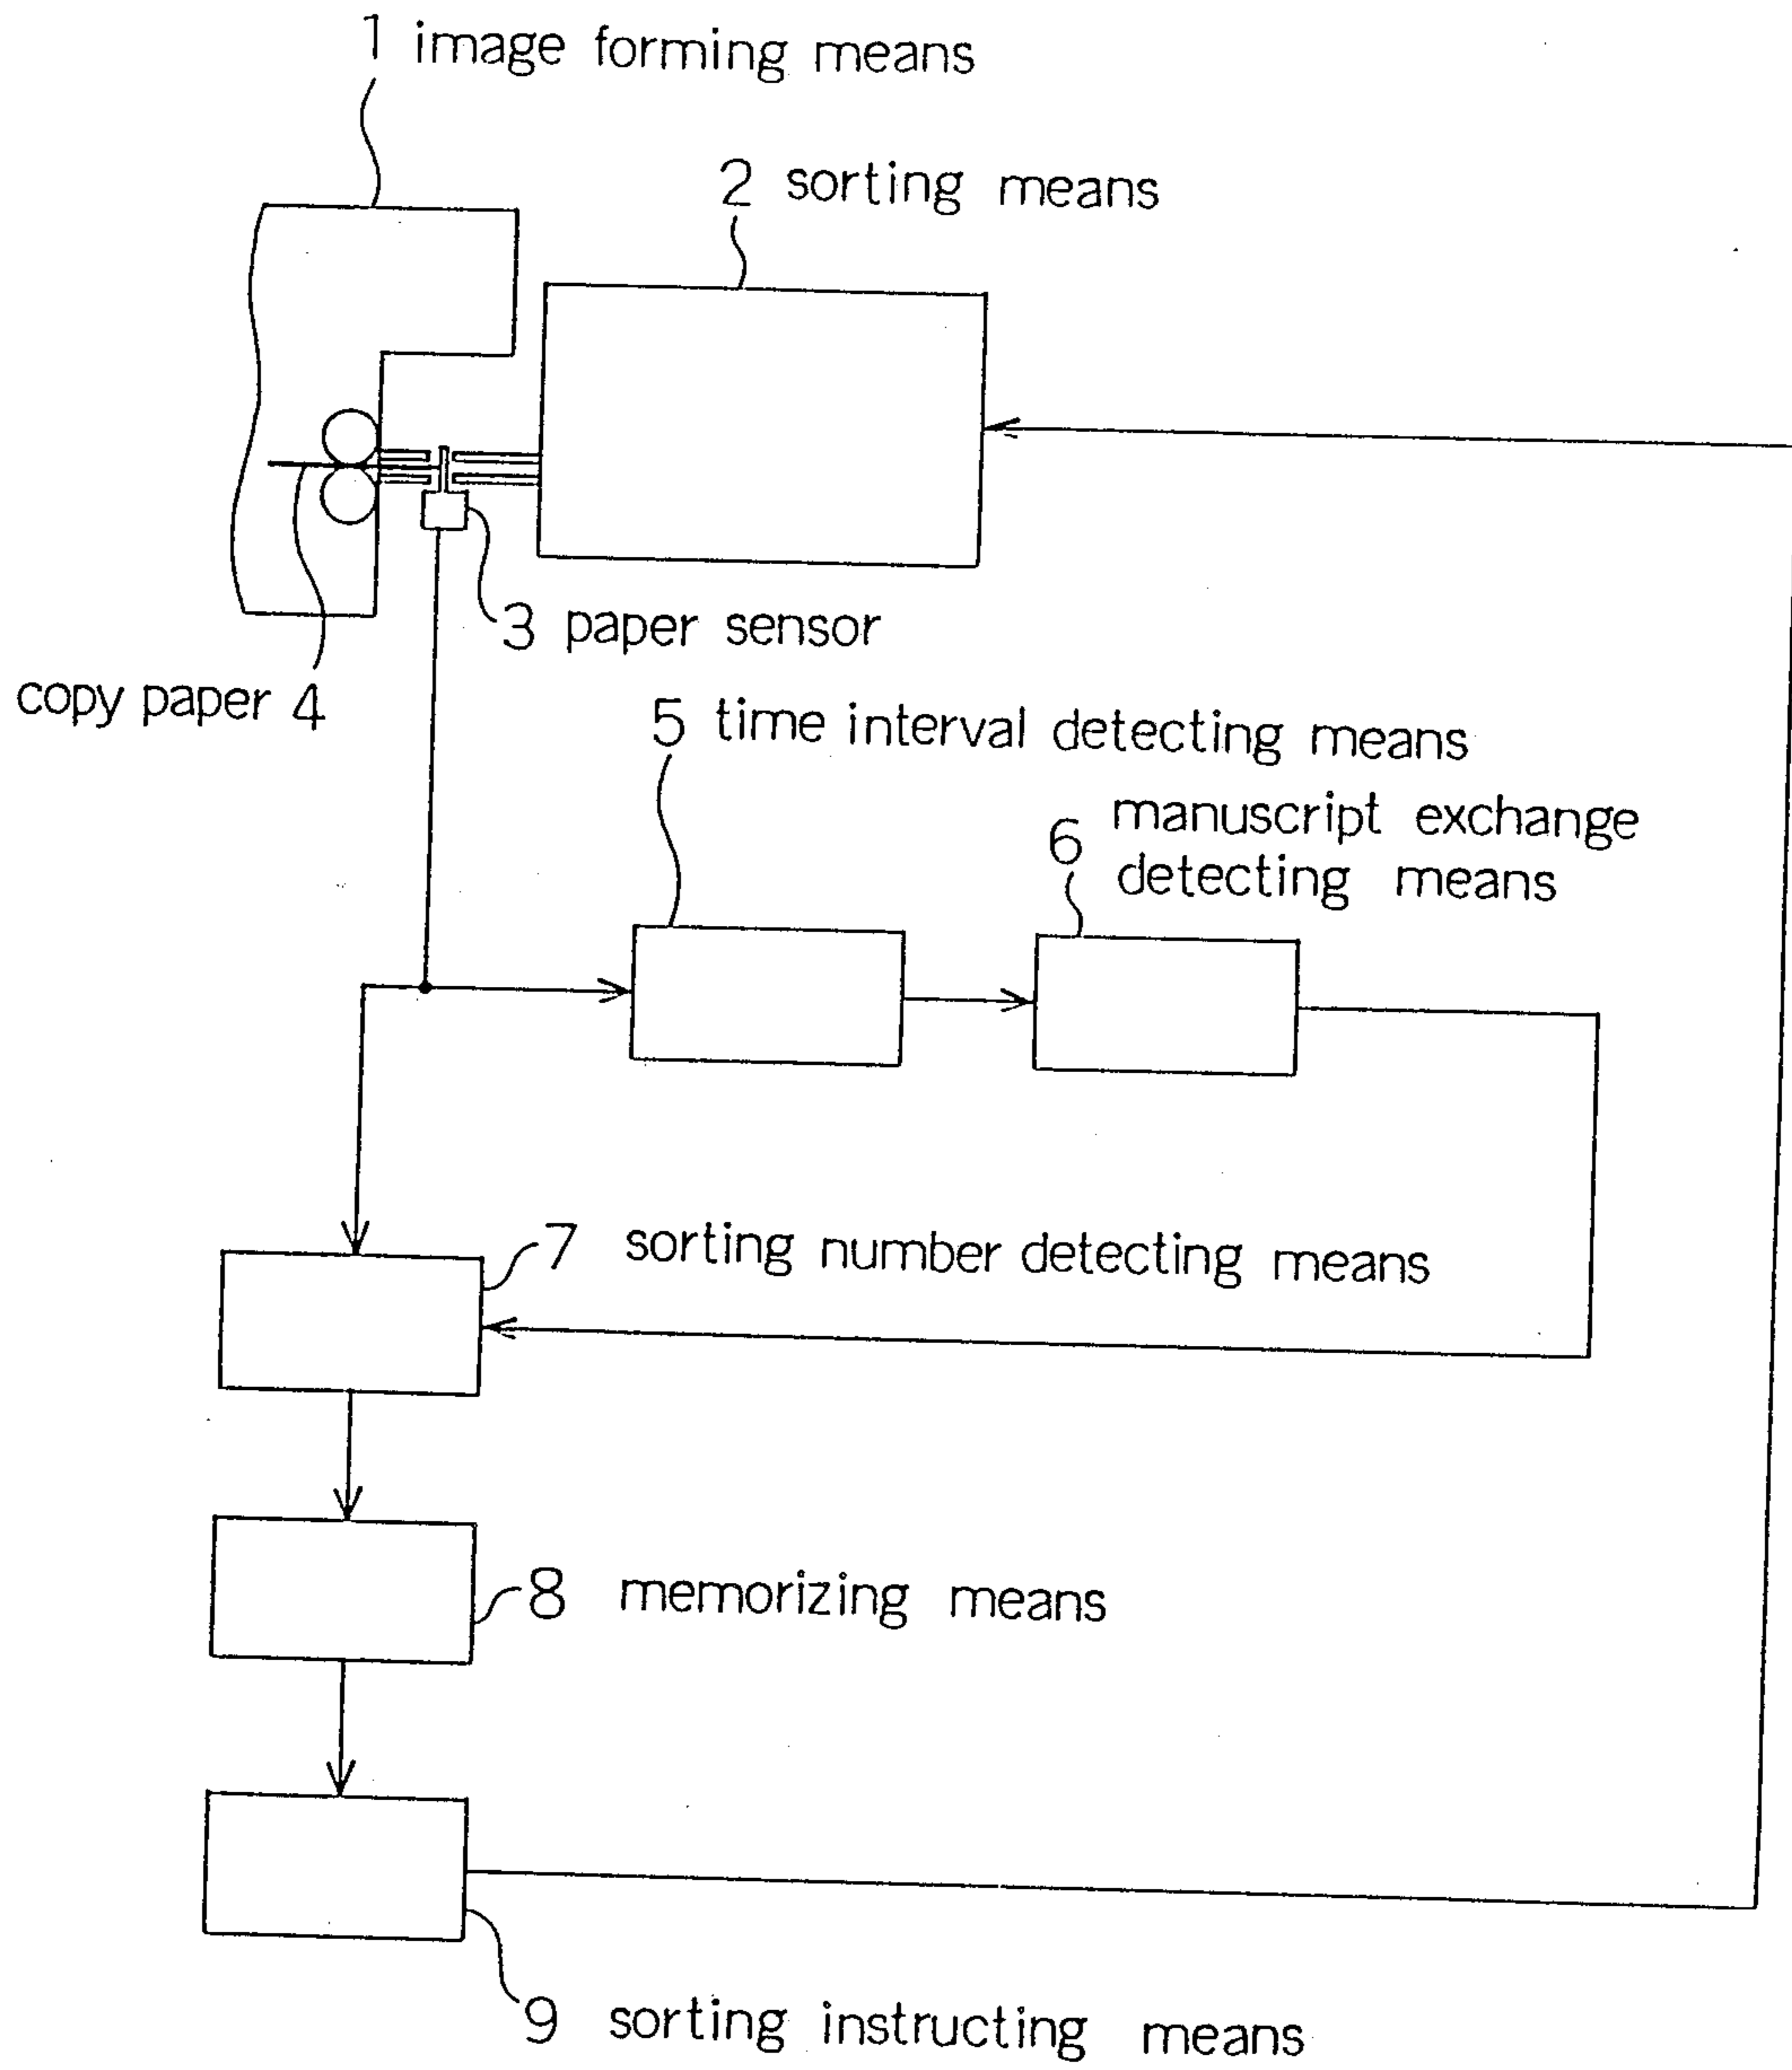 1 image forming means
2 sorting means
3 paper sensor
copy paper 4
5 time interval detecting means
6 manuscript exchange
detecting means
7 sorting number detecting means
8 memorizing means
9 sorting instructing means